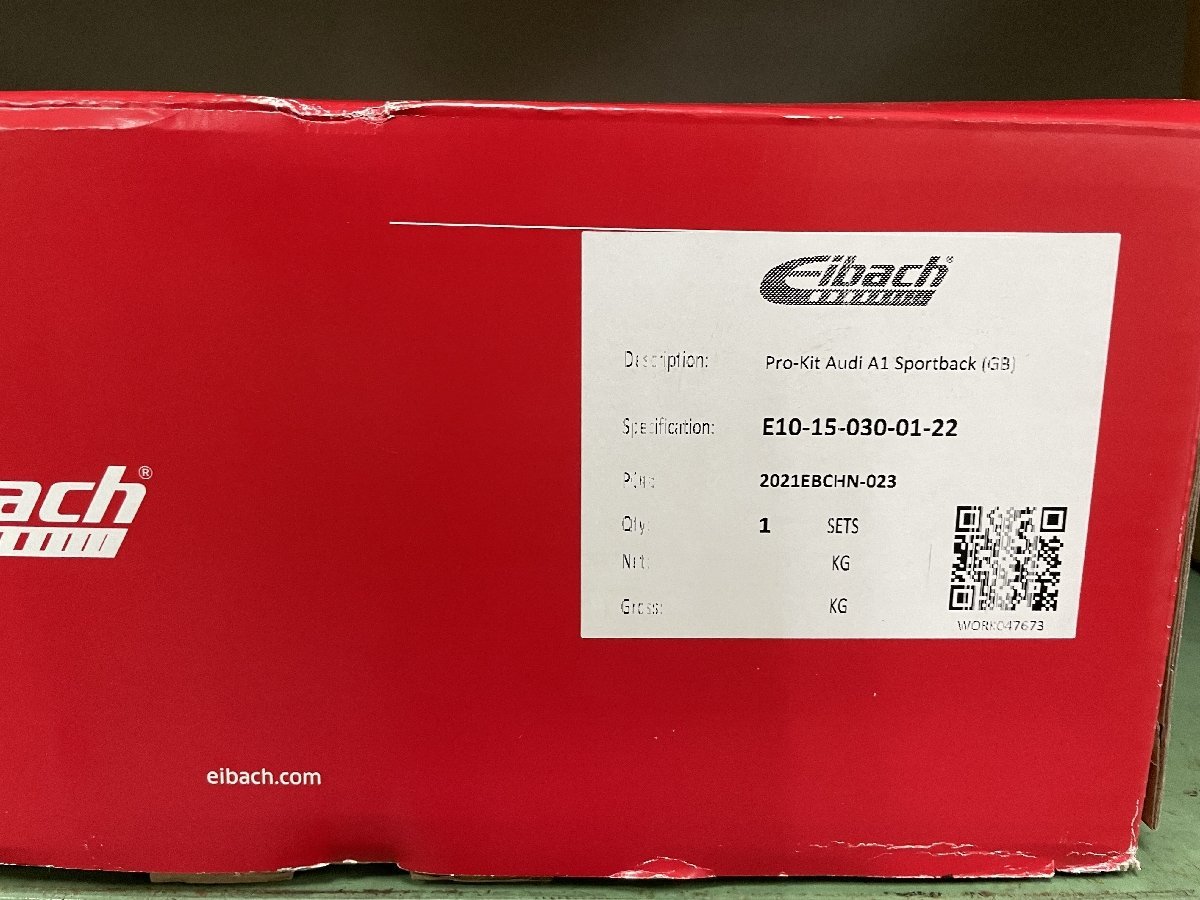 Eibach®
Description: Pro-Kit Audi A1 Sportback (GB)
Specification: E10-15-030-01-22
2021EBCHN-023
Qty: 1 SETS
Net: KG
Gross: KG
WORK047673
ach®
eibach.com